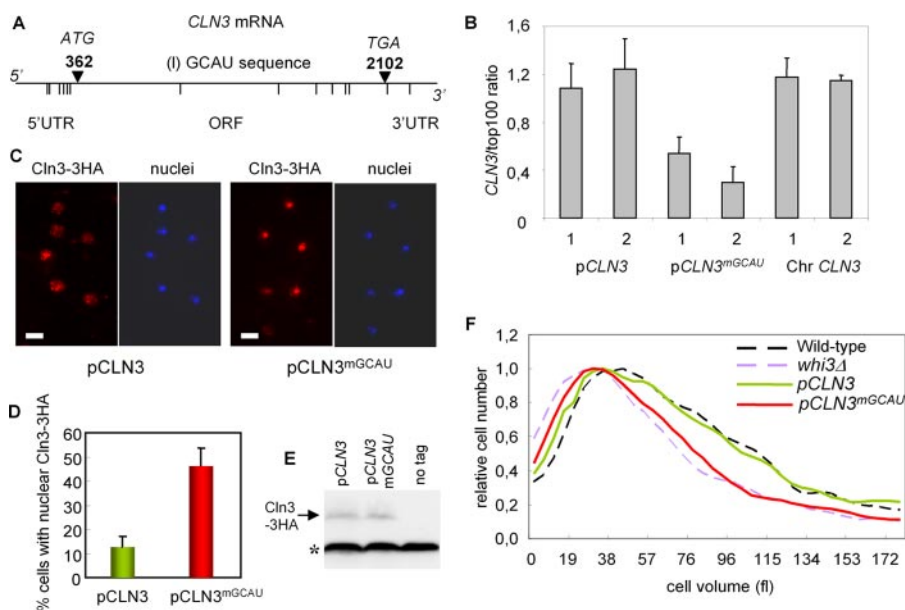 A
CLN3 mRNA
ATG
TGA
362
(I) GCAU sequence
2102
5'
3'
5'UTR
ORF
3'UTR
B
CLN3/top100 ratio
1,6
1,2
0,8
0,4
0
1 2 1 2 1 2
pCLN3 pCLN3mGCAU Chr CLN3
C
Cln3-3HA nuclei Cln3-3HA nuclei
pCLN3 pCLN3mGCAU
D
% cells with nuclear Cln3-3HA
60
50
40
30
20
10
0
pCLN3 pCLN3mGCAU
E
pCLN3
pCLN3
mGCAU
no tag
Cln3
-3HA
*
F
relative cell number
1,2
1,0
0,8
0,6
0,4
0,2
0,0
Wild-type
whi3Δ
pCLN3
pCLN3mGCAU
0 19 38 57 76 96 115 134 153 172
cell volume (fl)